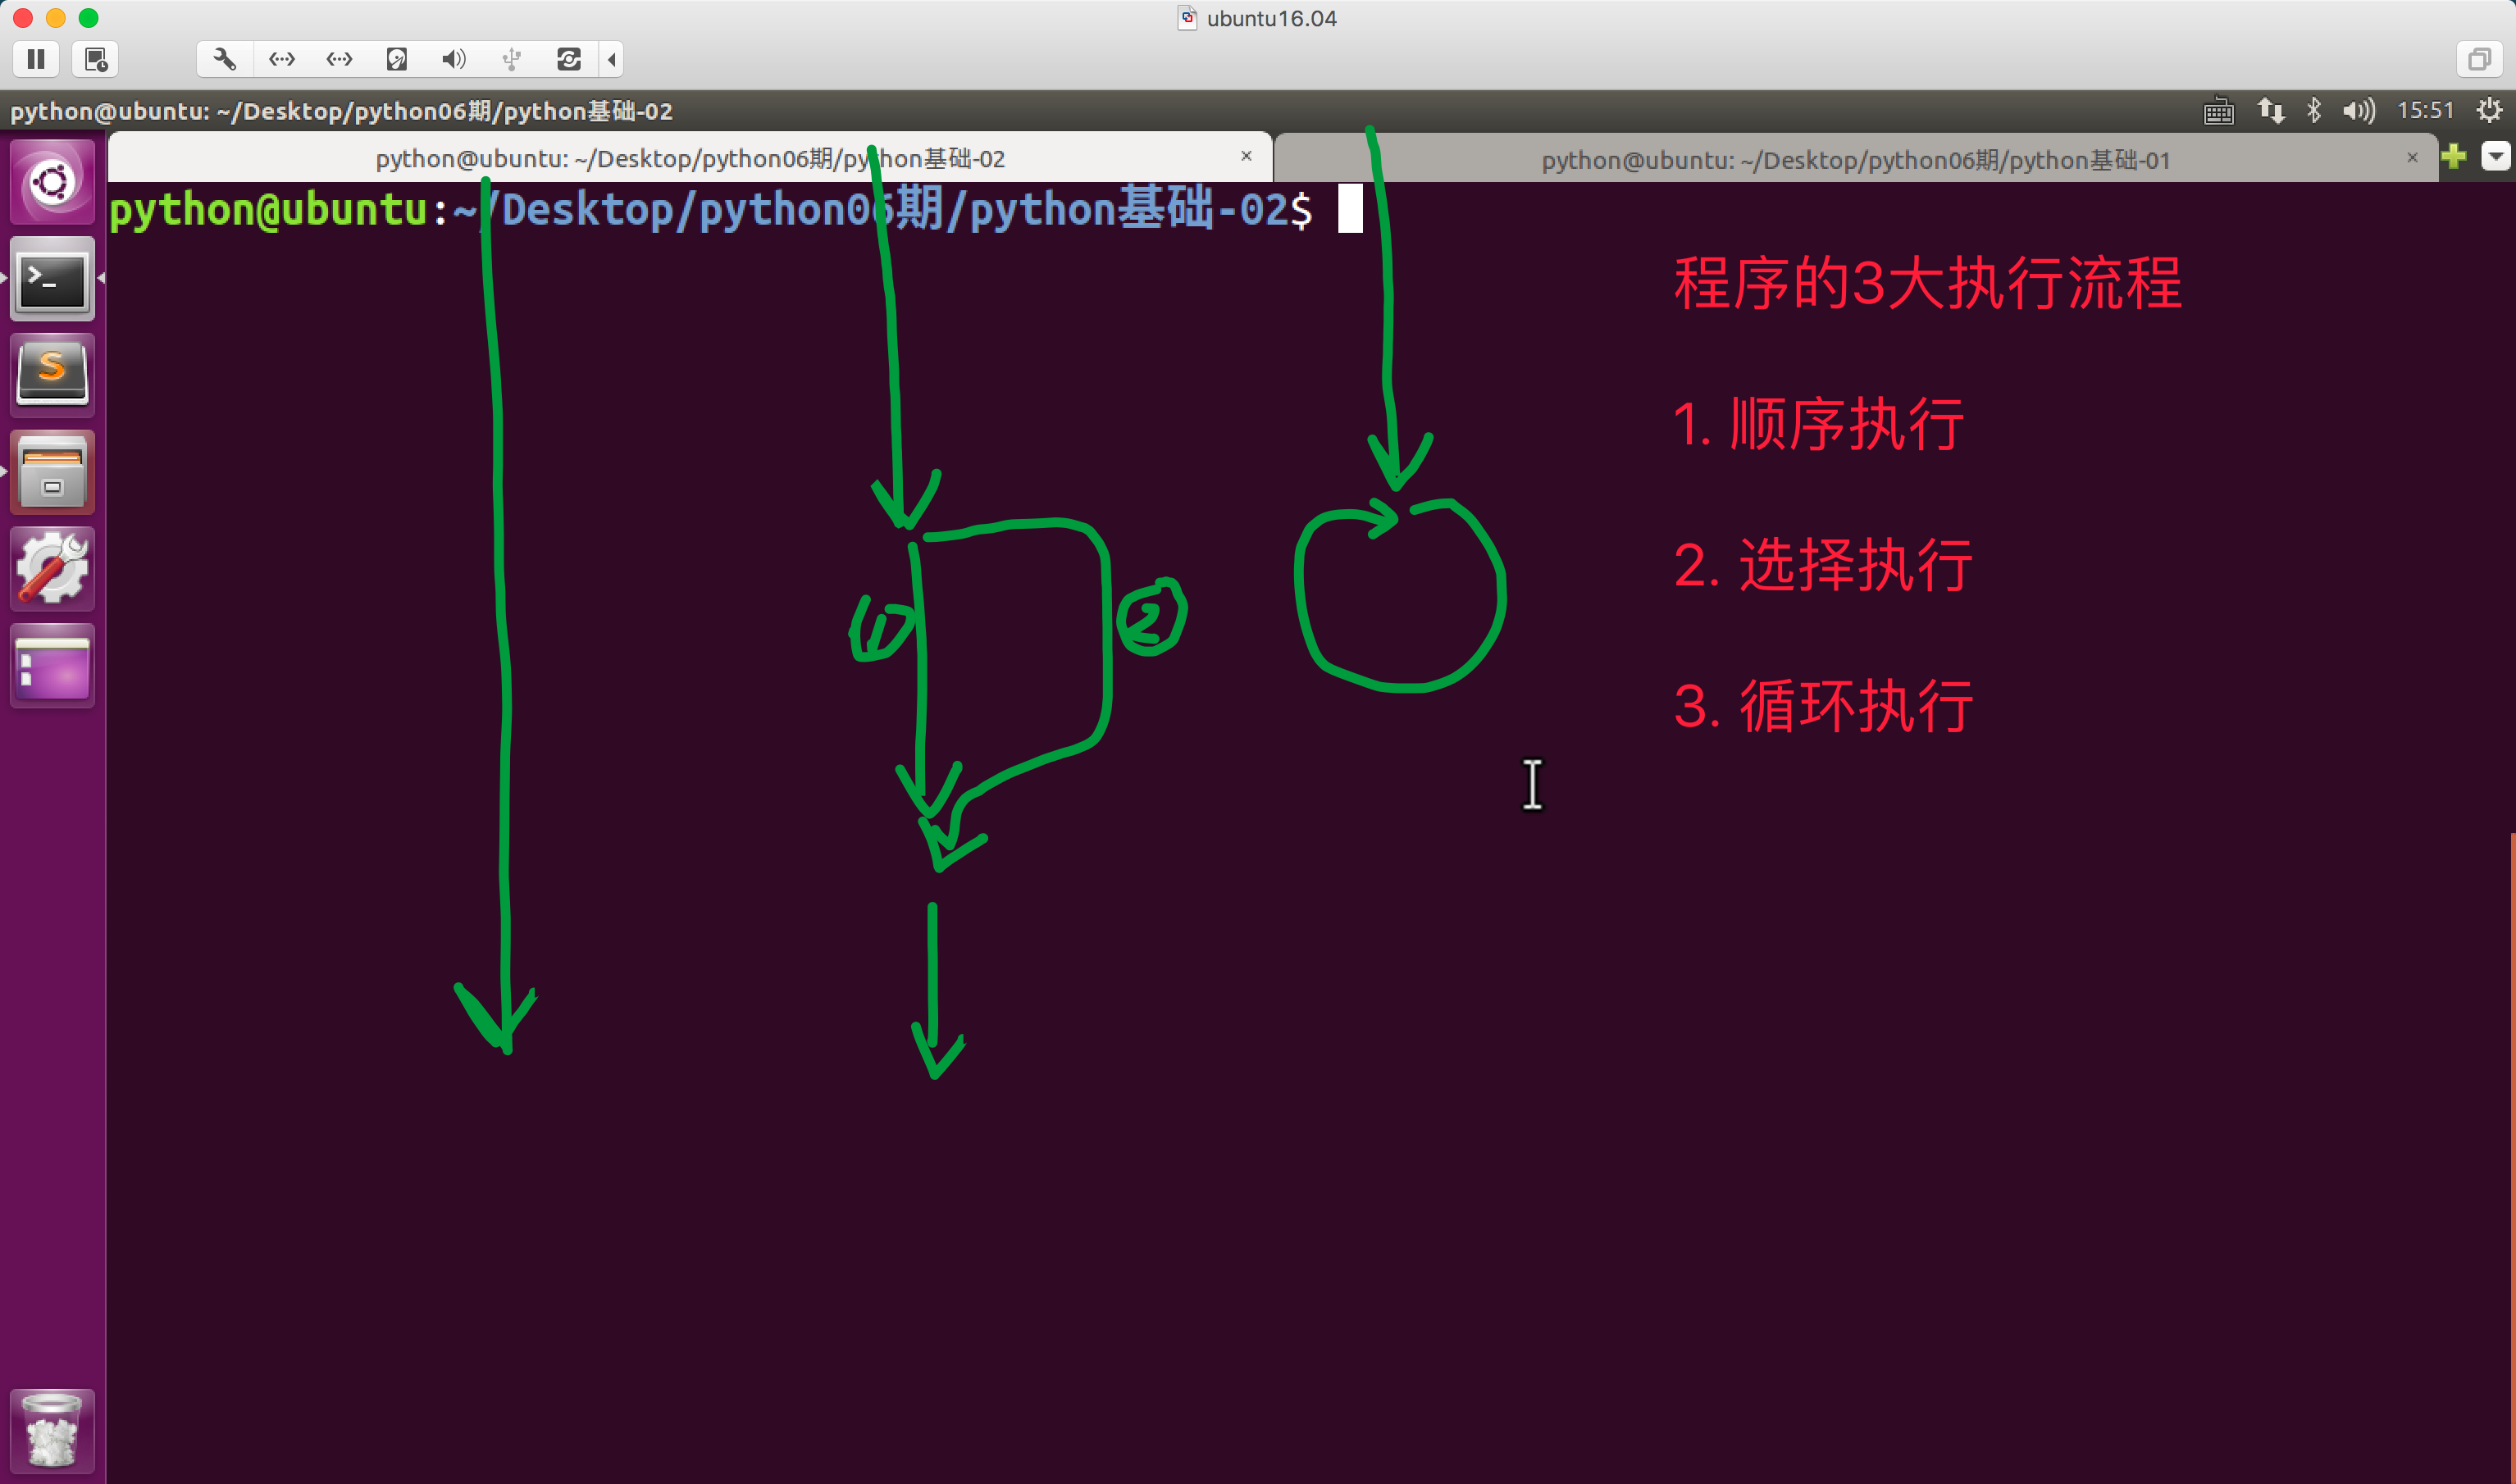 ubuntu16.04
python@ubuntu: ~/Desktop/python06期/python基础-02
15:51
python@ubuntu: ~/Desktop/python06期/python基础-02
python@ubuntu: ~/Desktop/python06期/python基础-01
python@ubuntu:~/Desktop/python06期/python基础-02$
程序的3大执行流程
1. 顺序执行
2. 选择执行
3. 循环执行
① ②